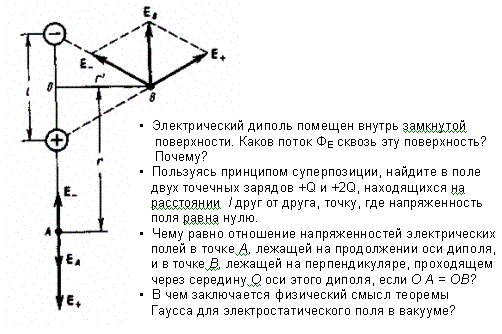 E_B
E_-
E_+
−
l
r'
O
B
r
+
E_-
A
E_A
E_+
• Электрический диполь помещен внутрь замкнутой
поверхности. Каков поток Ф_E сквозь эту поверхность?
Почему?
• Пользуясь принципом суперпозиции, найдите в поле
двух точечных зарядов +Q и +2Q, находящихся на
расстоянии l друг от друга, точку, где напряженность
поля равна нулю.
• Чему равно отношение напряженностей электрических
полей в точке A, лежащей на продолжении оси диполя,
и в точке B, лежащей на перпендикуляре, проходящем
через середину O оси этого диполя, если O A = OB?
• В чем заключается физический смысл теоремы
Гаусса для электростатического поля в вакууме?